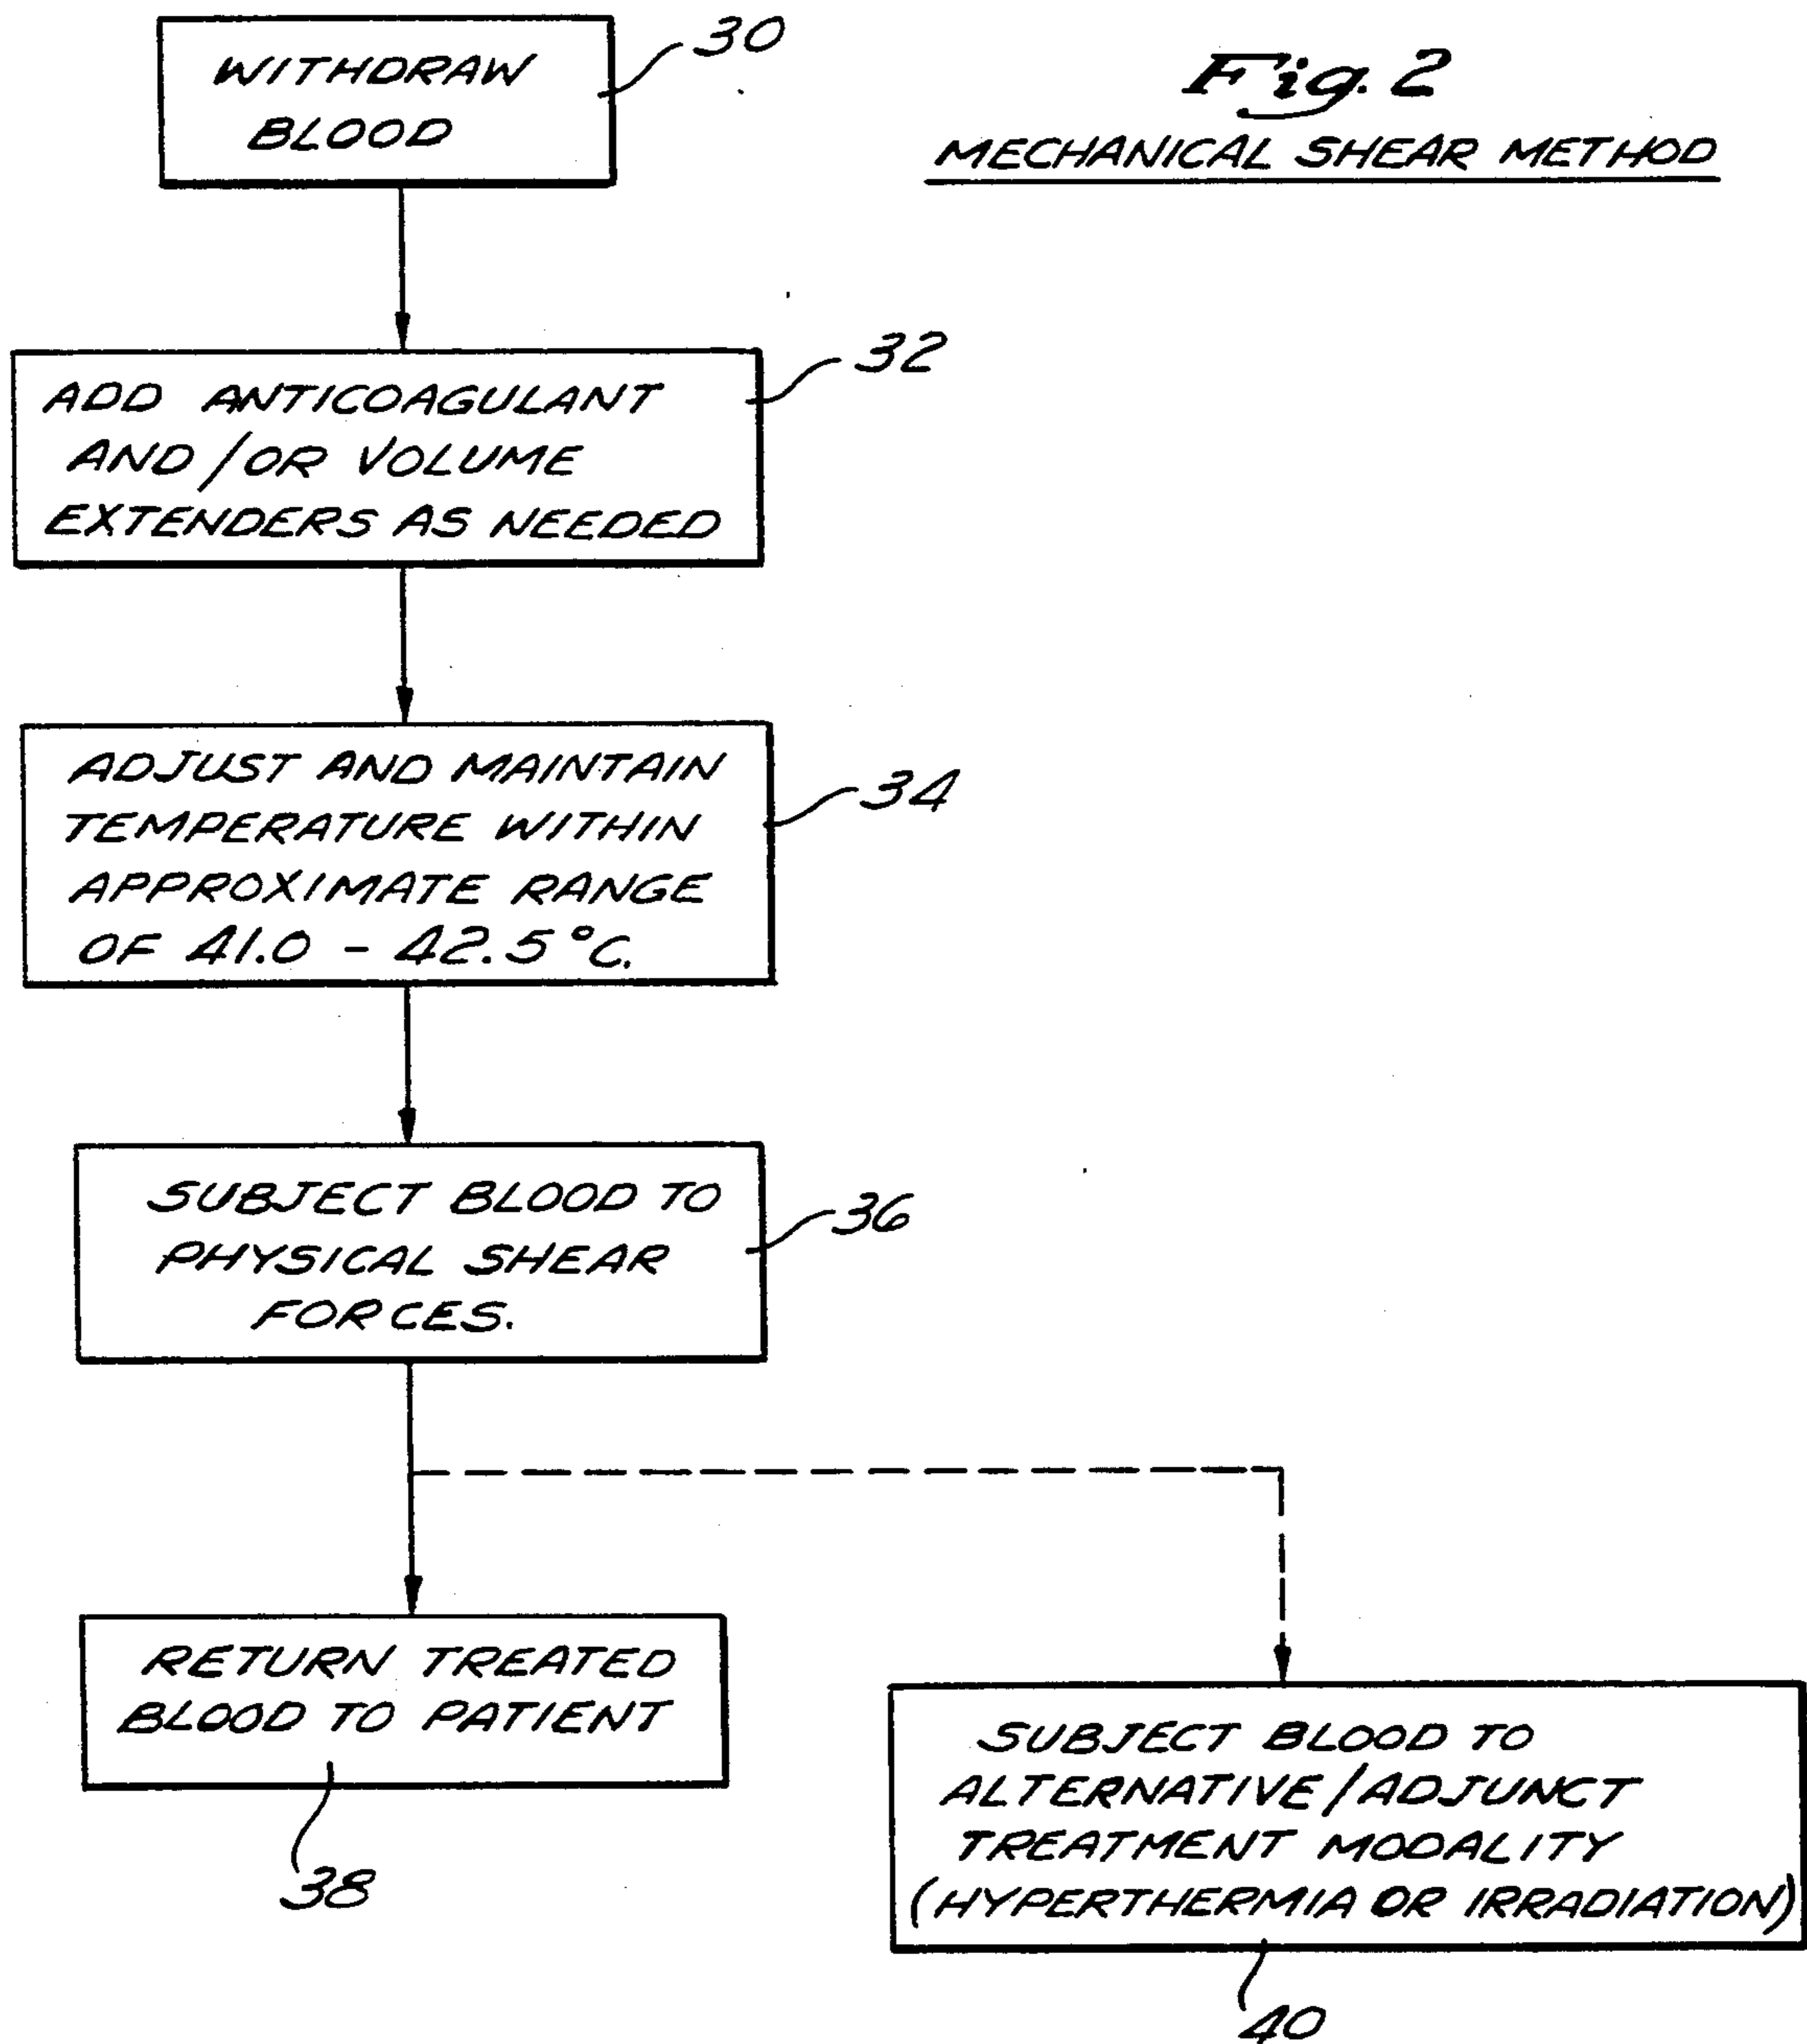 WITHDRAW
BLOOD
30
Fig. 2
MECHANICAL SHEAR METHOD
32
ADD ANTICOAGULANT
AND/OR VOLUME
EXTENDERS AS NEEDED
34
ADJUST AND MAINTAIN
TEMPERATURE WITHIN
APPROXIMATE RANGE
OF 41.0 - 42.5°C.
36
SUBJECT BLOOD TO
PHYSICAL SHEAR
FORCES.
RETURN TREATED
BLOOD TO PATIENT
38
SUBJECT BLOOD TO
ALTERNATIVE/ADJUNCT
TREATMENT MODALITY
(HYPERTHERMIA OR IRRADIATION)
40